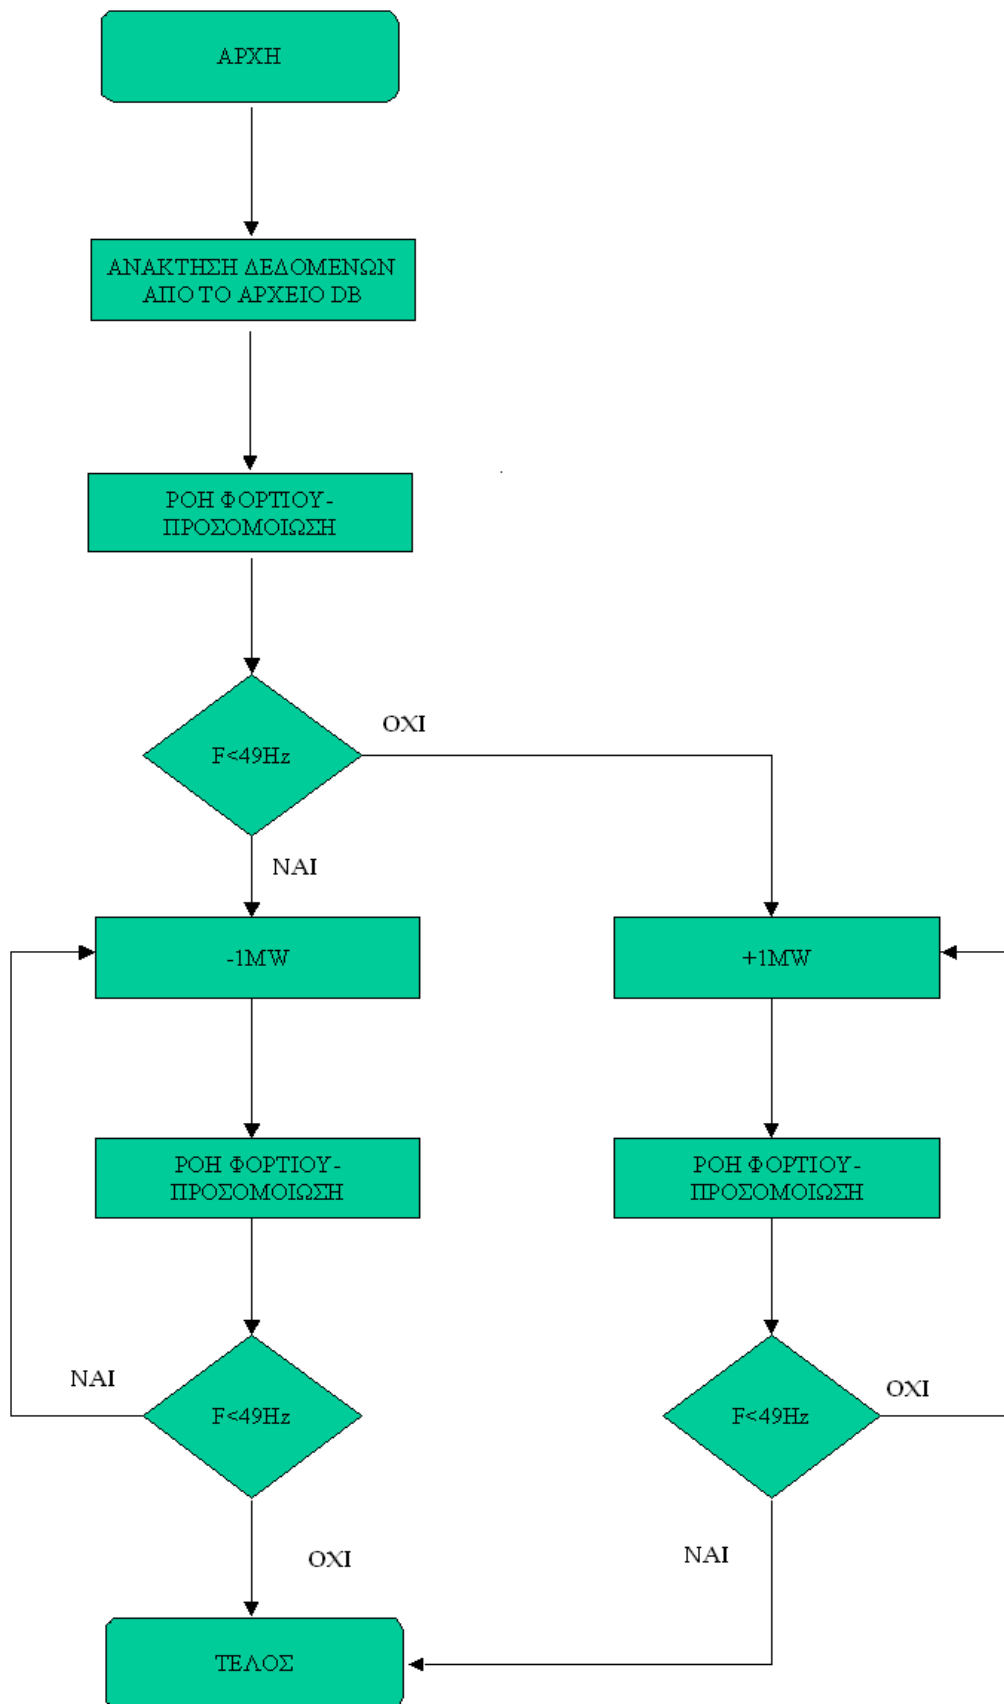 ΑΡΧΗ
ΑΝΑΚΤΗΣΗ ΔΕΔΟΜΕΝΩΝ
ΑΠΟ ΤΟ ΑΡΧΕΙΟ DB
ΡΟΗ ΦΟΡΤΙΟΥ-
ΠΡΟΣΟΜΟΙΩΣΗ
F<49Hz
ΟΧΙ
ΝΑΙ
-1MW
+1MW
ΡΟΗ ΦΟΡΤΙΟΥ-
ΠΡΟΣΟΜΟΙΩΣΗ
ΡΟΗ ΦΟΡΤΙΟΥ-
ΠΡΟΣΟΜΟΙΩΣΗ
ΝΑΙ
F<49Hz
F<49Hz
ΟΧΙ
ΟΧΙ
ΝΑΙ
ΤΕΛΟΣ